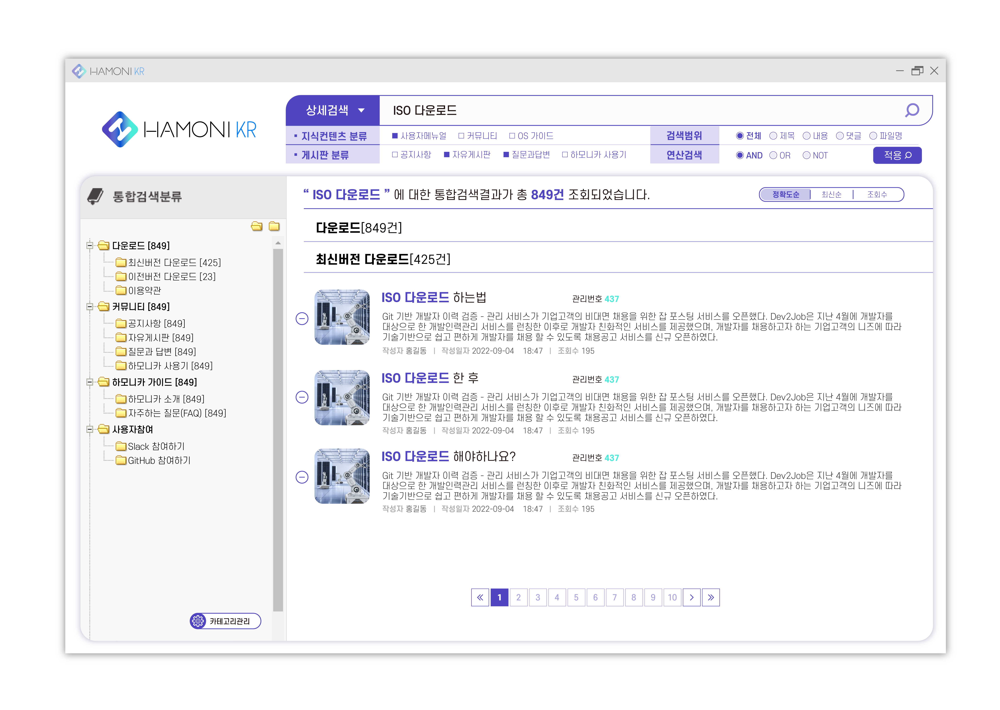 HAMONI KR
HAMONI KR
상세검색
ISO 다운로드
지식컨텐츠 분류
사용자메뉴얼 커뮤니티 OS 가이드
검색범위
전체 제목 내용 댓글 파일명
게시판 분류
공지사항 자유게시판 질문과답변 하모니카 사용기
연산검색
AND OR NOT
적용
통합검색분류
다운로드 [849]
최신버전 다운로드 [425]
이전버전 다운로드 [23]
이용약관
커뮤니티 [849]
공지사항 [849]
자유게시판 [849]
질문과 답변 [849]
하모니카 사용기 [849]
하모니카 가이드 [849]
하모니카 소개 [849]
자주하는 질문(FAQ) [849]
사용자참여
Slack 참여하기
GitHub 참여하기
카테고리관리
“ ISO 다운로드 ” 에 대한 통합검색결과가 총 849건 조회되었습니다.
정확도순 | 최신순 | 조회수
다운로드[849건]
최신버전 다운로드[425건]
ISO 다운로드 하는법 관리번호 437
Git 기반 개발자 이력 검증 - 관리 서비스가 기업고객의 비대면 채용을 위한 잡 포스팅 서비스를 오픈했다. Dev2Job은 지난 4월에 개발자를
대상으로 한 개발인력관리 서비스를 런칭한 이후로 개발자 친화적인 서비스를 제공했으며, 개발자를 채용하고자 하는 기업고객의 니즈에 따라
기술기반으로 쉽고 편하게 개발자를 채용 할 수 있도록 채용공고 서비스를 신규 오픈하였다.
작성자 홍길동 | 작성일자 2022-09-04 18:47 | 조회수 195
ISO 다운로드 한 후 관리번호 437
Git 기반 개발자 이력 검증 - 관리 서비스가 기업고객의 비대면 채용을 위한 잡 포스팅 서비스를 오픈했다. Dev2Job은 지난 4월에 개발자를
대상으로 한 개발인력관리 서비스를 런칭한 이후로 개발자 친화적인 서비스를 제공했으며, 개발자를 채용하고자 하는 기업고객의 니즈에 따라
기술기반으로 쉽고 편하게 개발자를 채용 할 수 있도록 채용공고 서비스를 신규 오픈하였다.
작성자 홍길동 | 작성일자 2022-09-04 18:47 | 조회수 195
ISO 다운로드 해야하나요? 관리번호 437
Git 기반 개발자 이력 검증 - 관리 서비스가 기업고객의 비대면 채용을 위한 잡 포스팅 서비스를 오픈했다. Dev2Job은 지난 4월에 개발자를
대상으로 한 개발인력관리 서비스를 런칭한 이후로 개발자 친화적인 서비스를 제공했으며, 개발자를 채용하고자 하는 기업고객의 니즈에 따라
기술기반으로 쉽고 편하게 개발자를 채용 할 수 있도록 채용공고 서비스를 신규 오픈하였다.
작성자 홍길동 | 작성일자 2022-09-04 18:47 | 조회수 195
« 1 2 3 4 5 6 7 8 9 10 > »